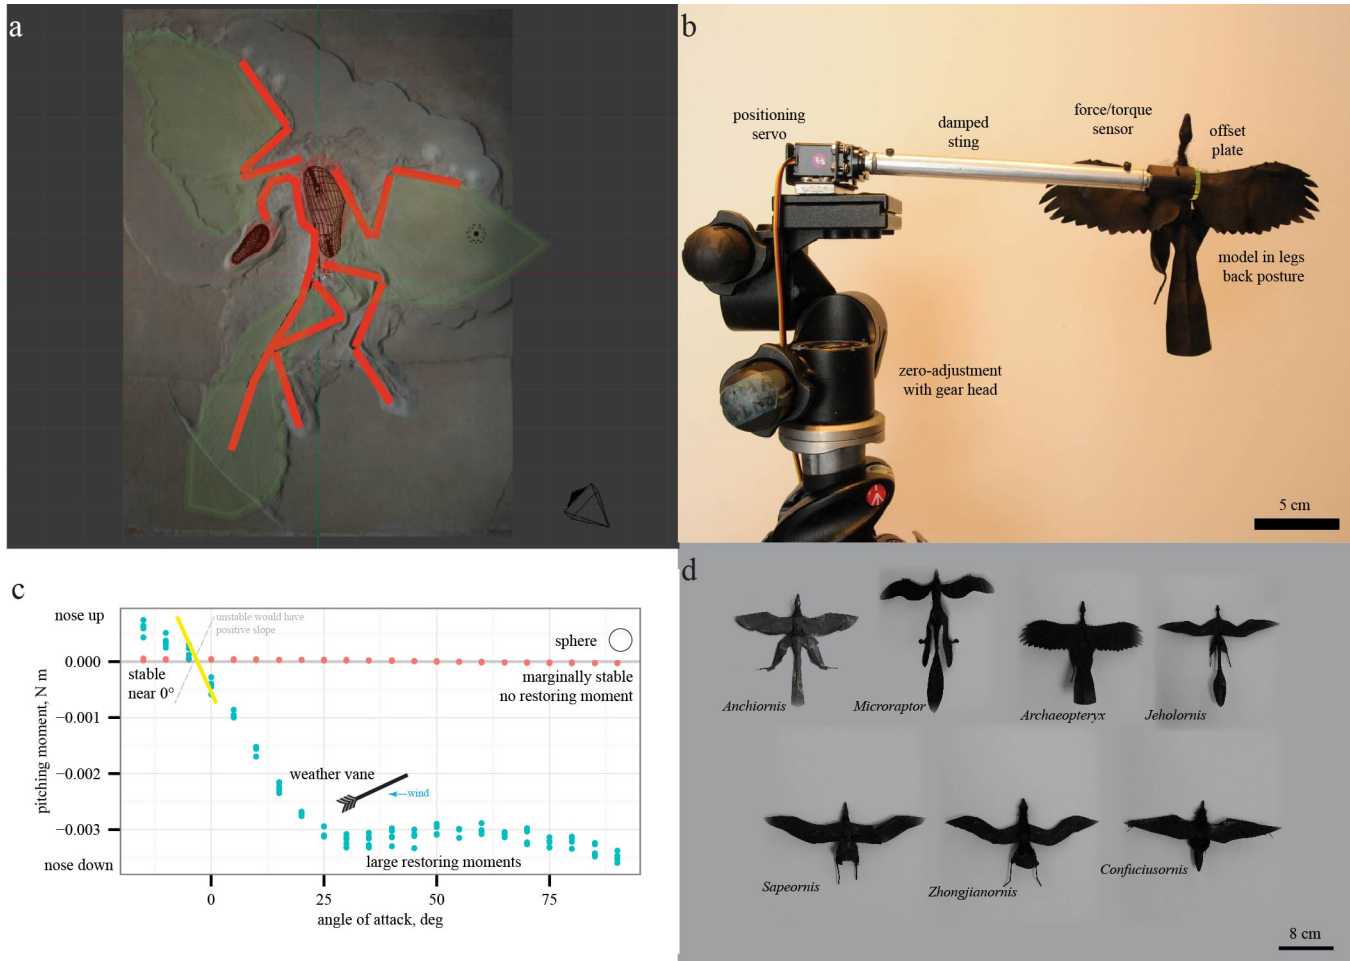 a
b
positioning
servo
damped
sting
force/torque
sensor
offset
plate
model in legs
back posture
zero-adjustment
with gear head
5 cm
c
nose up
0.000
−0.001
−0.002
−0.003
nose down
pitching moment, N m
unstable would have
positive slope
stable
near 0°
sphere
marginally stable
no restoring moment
weather vane
wind
large restoring moments
0
25
50
75
angle of attack, deg
d
Anchiornis
Microraptor
Archaeopteryx
Jeholornis
Sapeornis
Zhongjianornis
Confuciusornis
8 cm